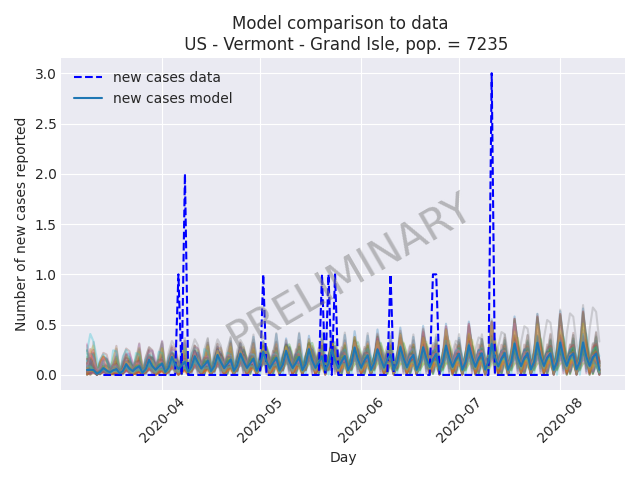 Model comparison to data
US - Vermont - Grand Isle, pop. = 7235
new cases data
new cases model
3.0
2.5
2.0
1.5
1.0
0.5
0.0
Number of new cases reported
PRELIMINARY
2020-04
2020-05
2020-06
2020-07
2020-08
Day